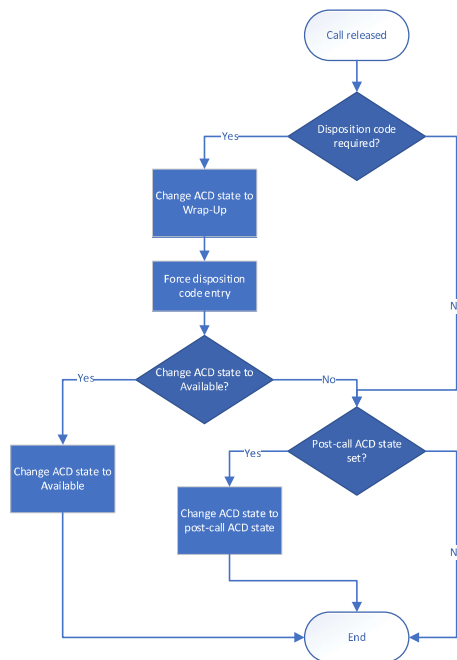 Call released
Disposition code
required?
Yes
Change ACD state to
Wrap-Up
Force disposition
code entry
N
Change ACD state to
Available?
Yes
No
Post-call ACD state
set?
Yes
Change ACD state to
Available
Change ACD state to
post-call ACD state
N
End